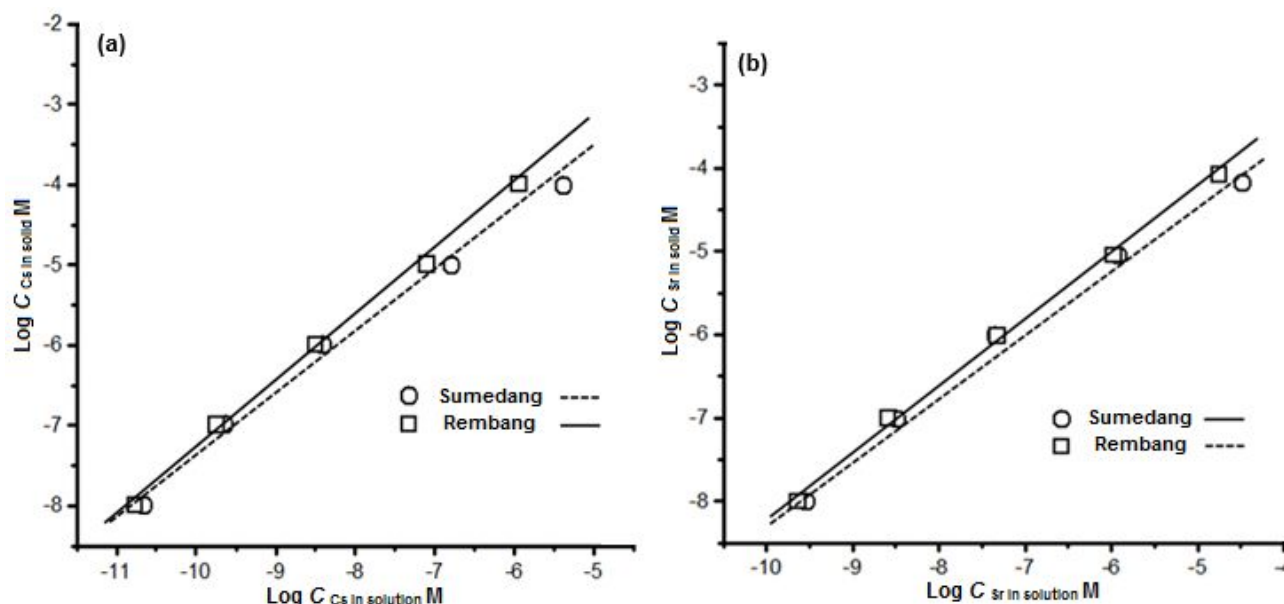 (a)
-2
-3
-4
-5
-6
-7
-8
Log C Cs in solid M
Sumedang
Rembang
-11 -10 -9 -8 -7 -6 -5
Log C Cs in solution M
(b)
-3
-4
-5
-6
-7
-8
Log C Sr in solid M
Sumedang
Rembang
-10 -9 -8 -7 -6 -5 -4
Log C Sr in solution M